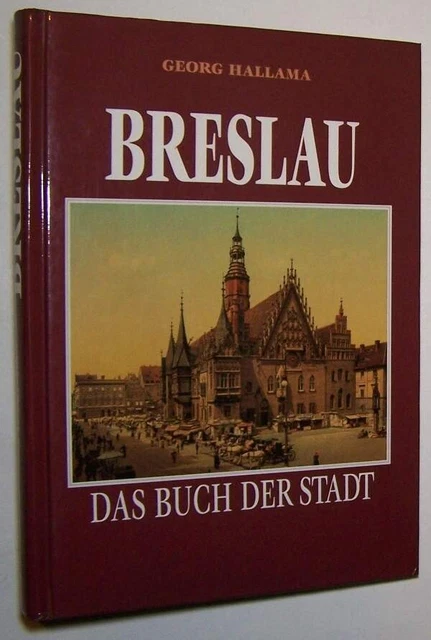 GEORG HALLAMA
BRESLAU
DAS BUCH DER STADT